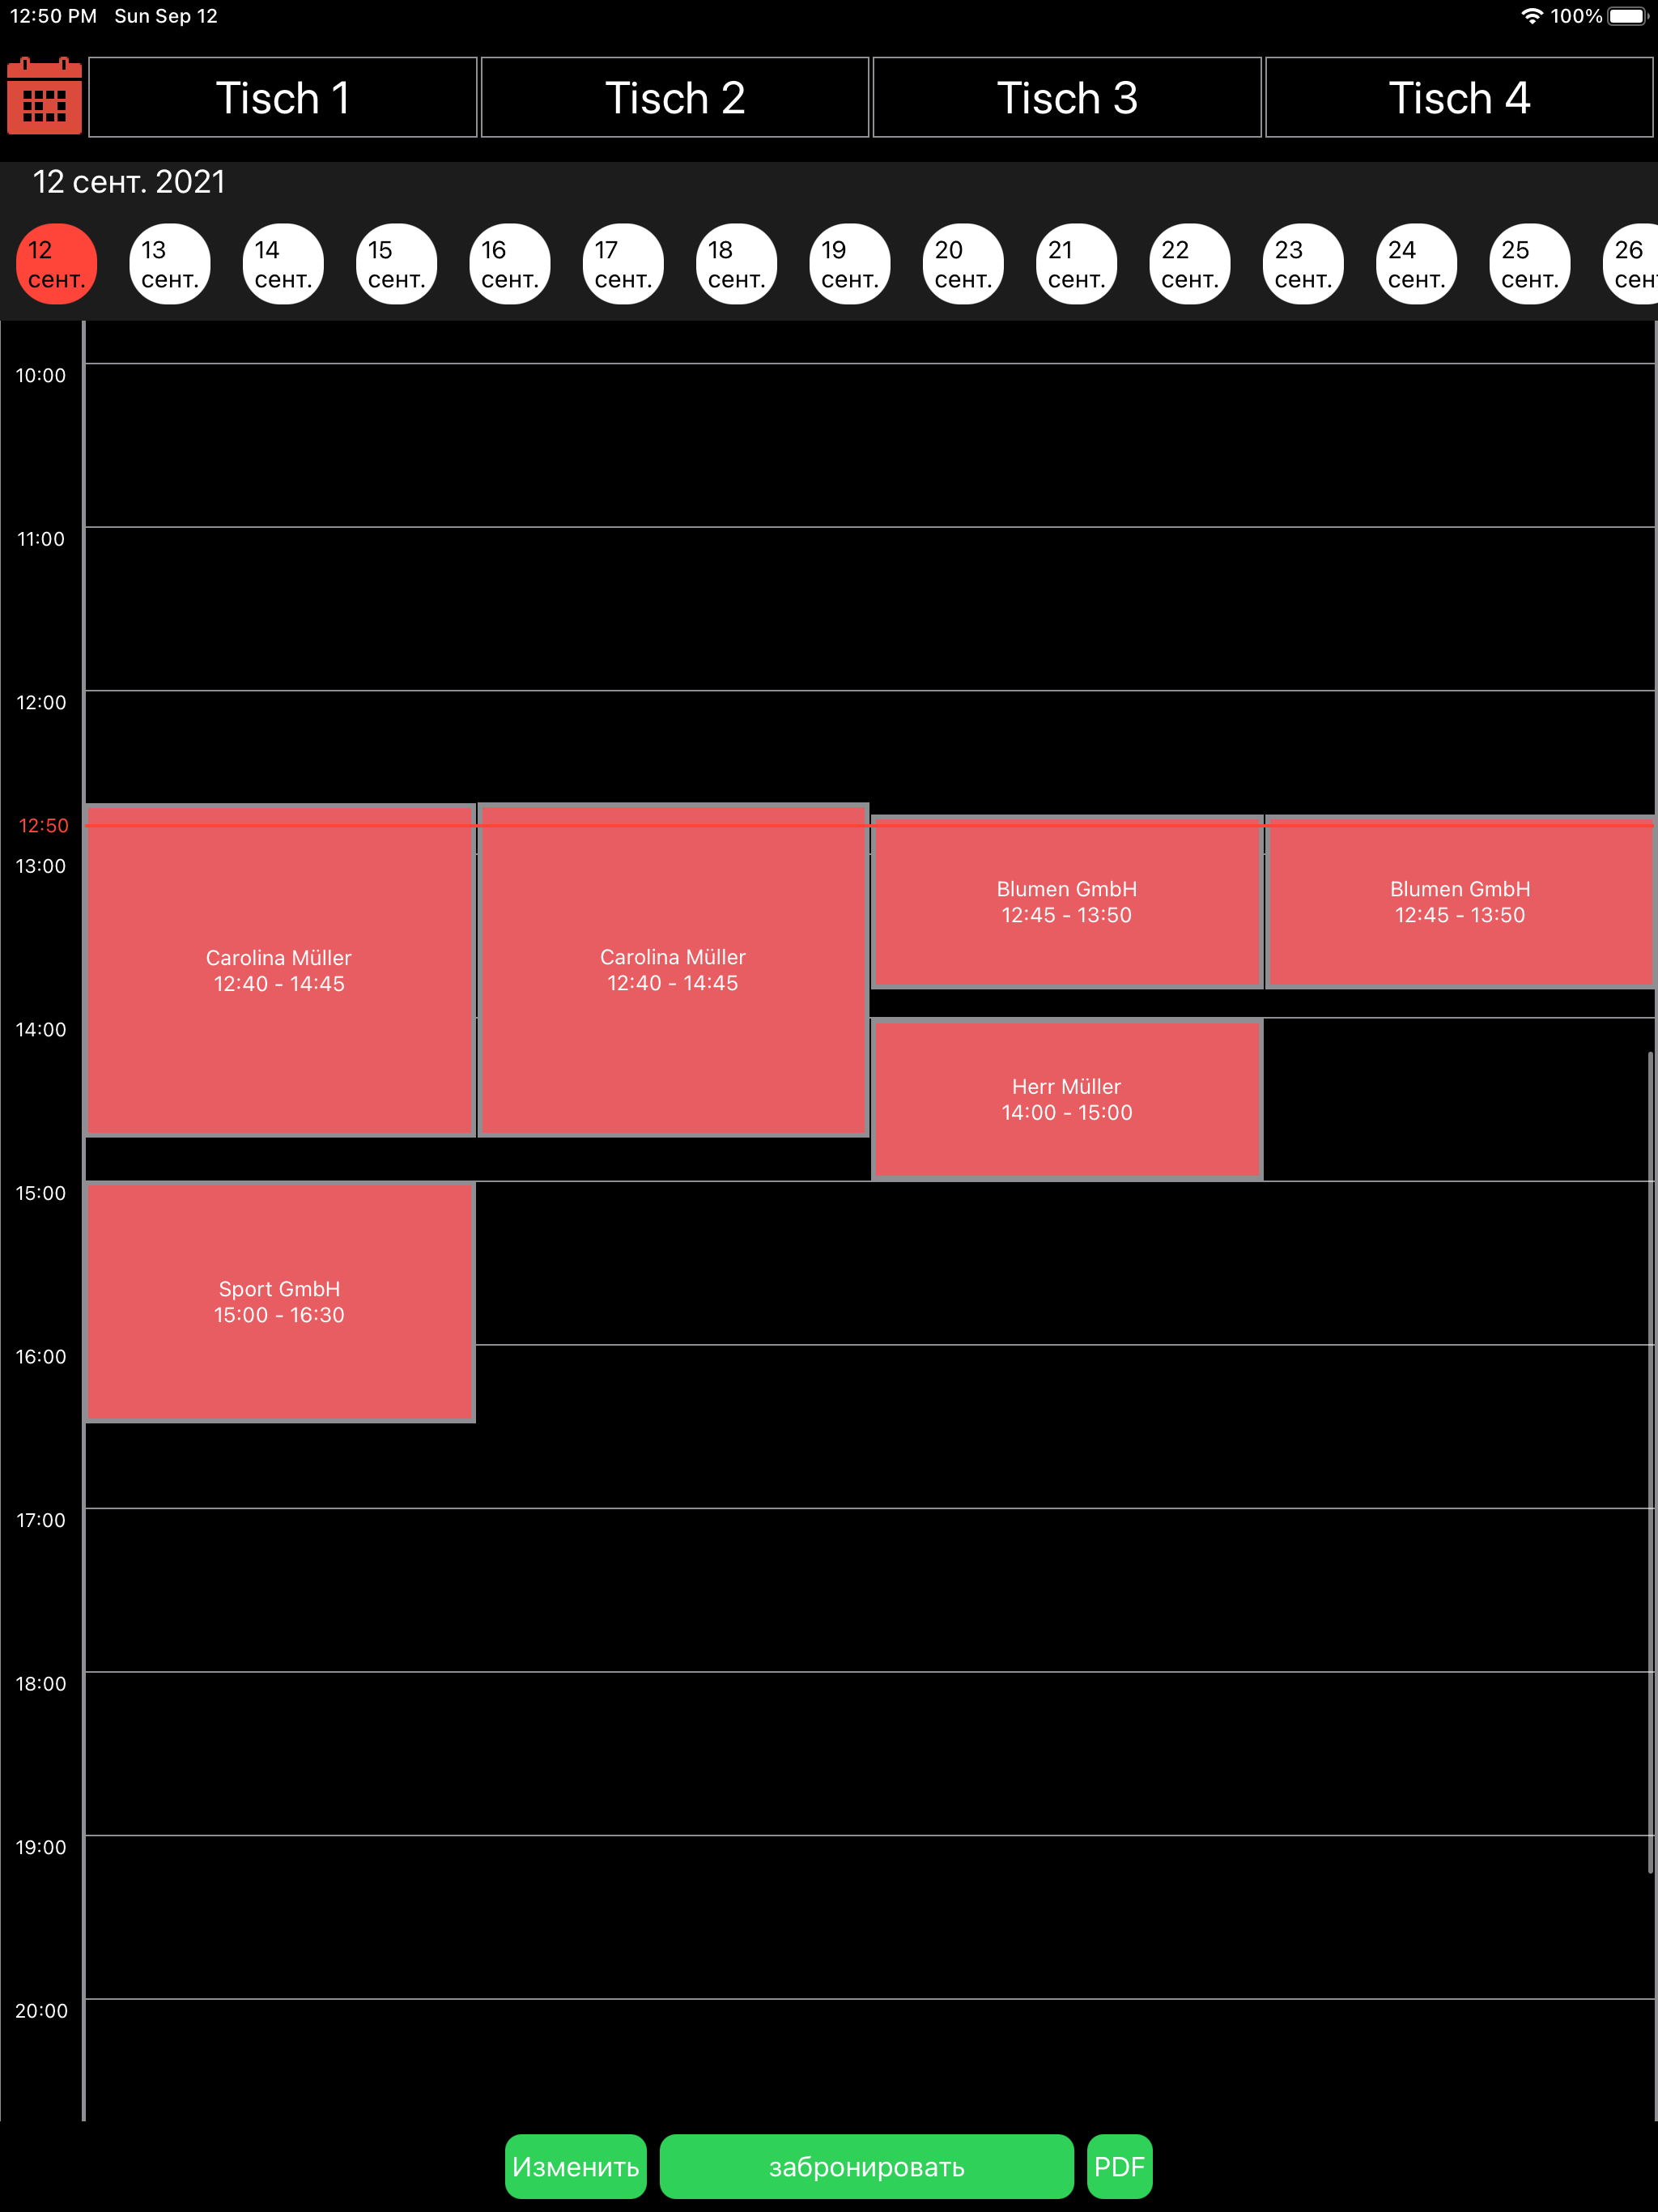 12:50 PM Sun Sep 12
100%
Tisch 1
Tisch 2
Tisch 3
Tisch 4
12 сент. 2021
12
сент.
13
сент.
14
сент.
15
сент.
16
сент.
17
сент.
18
сент.
19
сент.
20
сент.
21
сент.
22
сент.
23
сент.
24
сент.
25
сент.
26
10:00
11:00
12:00
12:50
13:00
Blumen GmbH
12:45 - 13:50
Blumen GmbH
12:45 - 13:50
Carolina Müller
12:40 - 14:45
Carolina Müller
12:40 - 14:45
14:00
Herr Müller
14:00 - 15:00
15:00
Sport GmbH
15:00 - 16:30
16:00
17:00
18:00
19:00
20:00
Изменить
забронировать
PDF